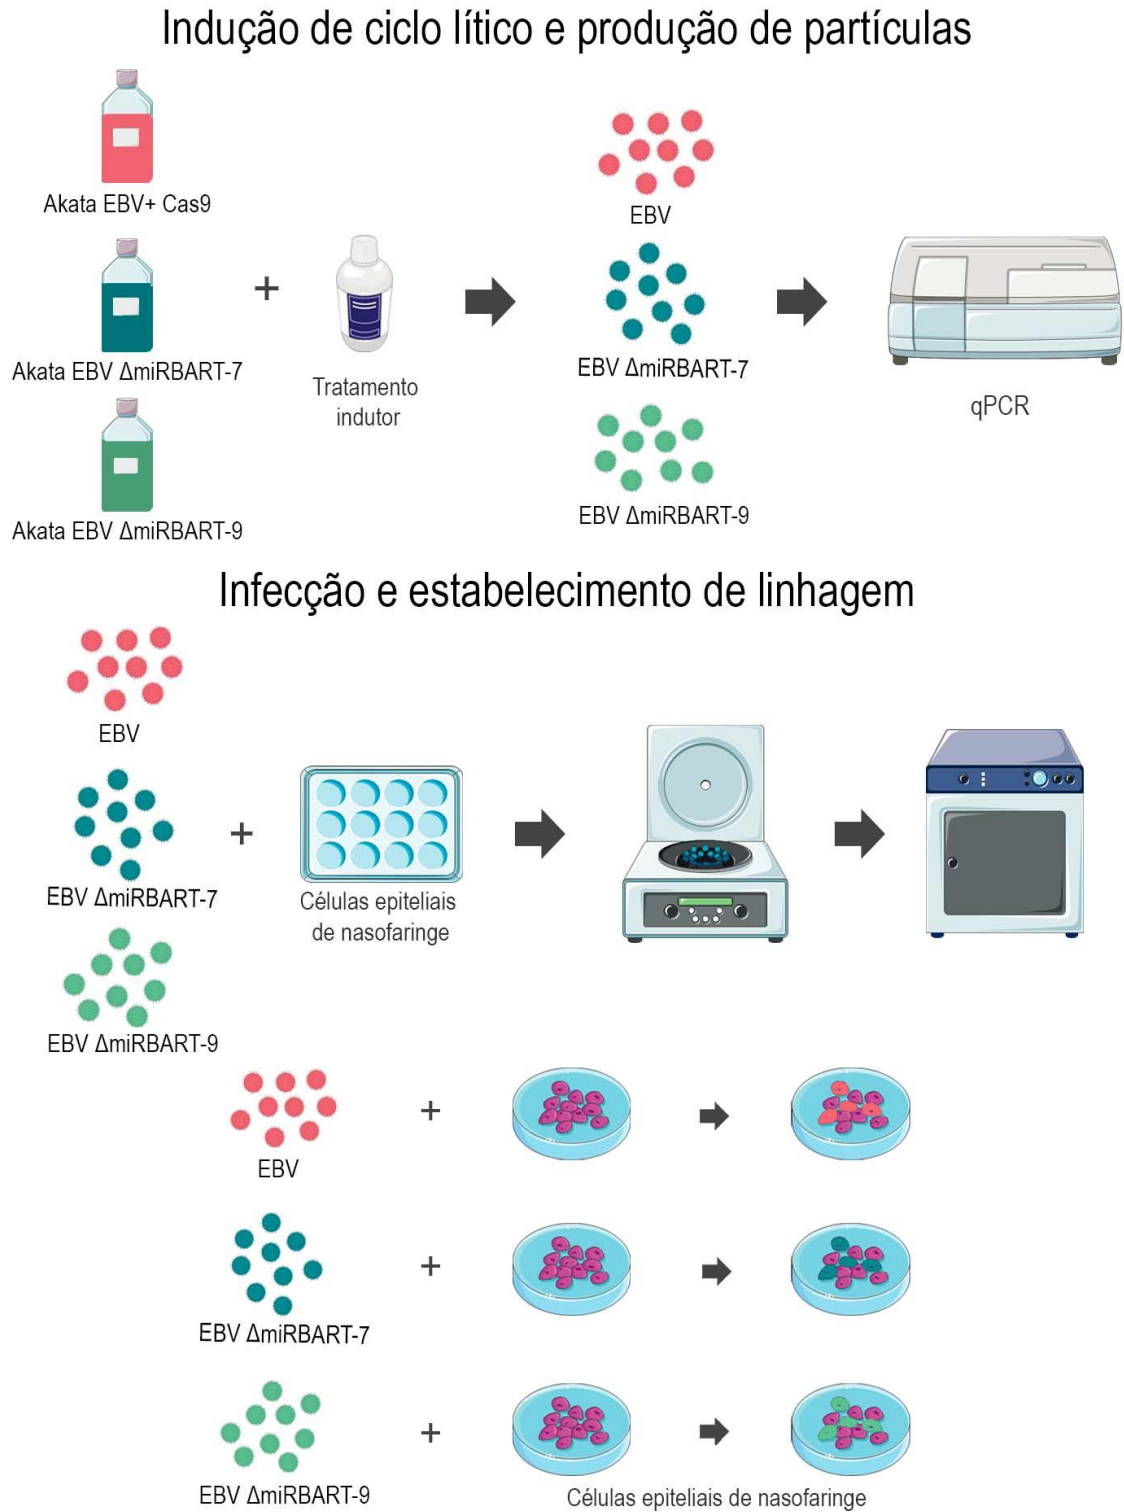 Indução de ciclo lítico e produção de partículas
Akata EBV+ Cas9
Akata EBV ΔmiRBART-7
Akata EBV ΔmiRBART-9
+
Tratamento
indutor
EBV
EBV ΔmiRBART-7
EBV ΔmiRBART-9
qPCR
Infecção e estabelecimento de linhagem
EBV
EBV ΔmiRBART-7
EBV ΔmiRBART-9
+
Células epiteliais
de nasofaringe
EBV
+
EBV ΔmiRBART-7
+
EBV ΔmiRBART-9
+
Células epiteliais de nasofaringe